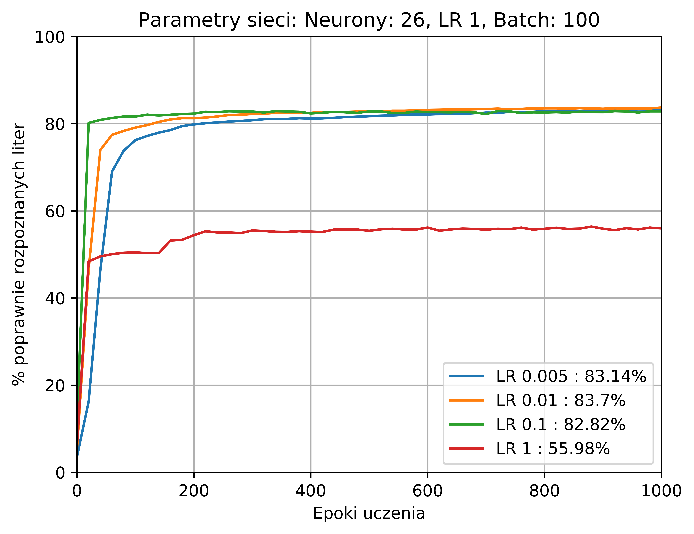 Parametry sieci: Neurony: 26, LR 1, Batch: 100
100
80
60
40
20
0
% poprawnie rozpoznanych liter
LR 0.005 : 83.14%
LR 0.01 : 83.7%
LR 0.1 : 82.82%
LR 1 : 55.98%
0 200 400 600 800 1000
Epoki uczenia